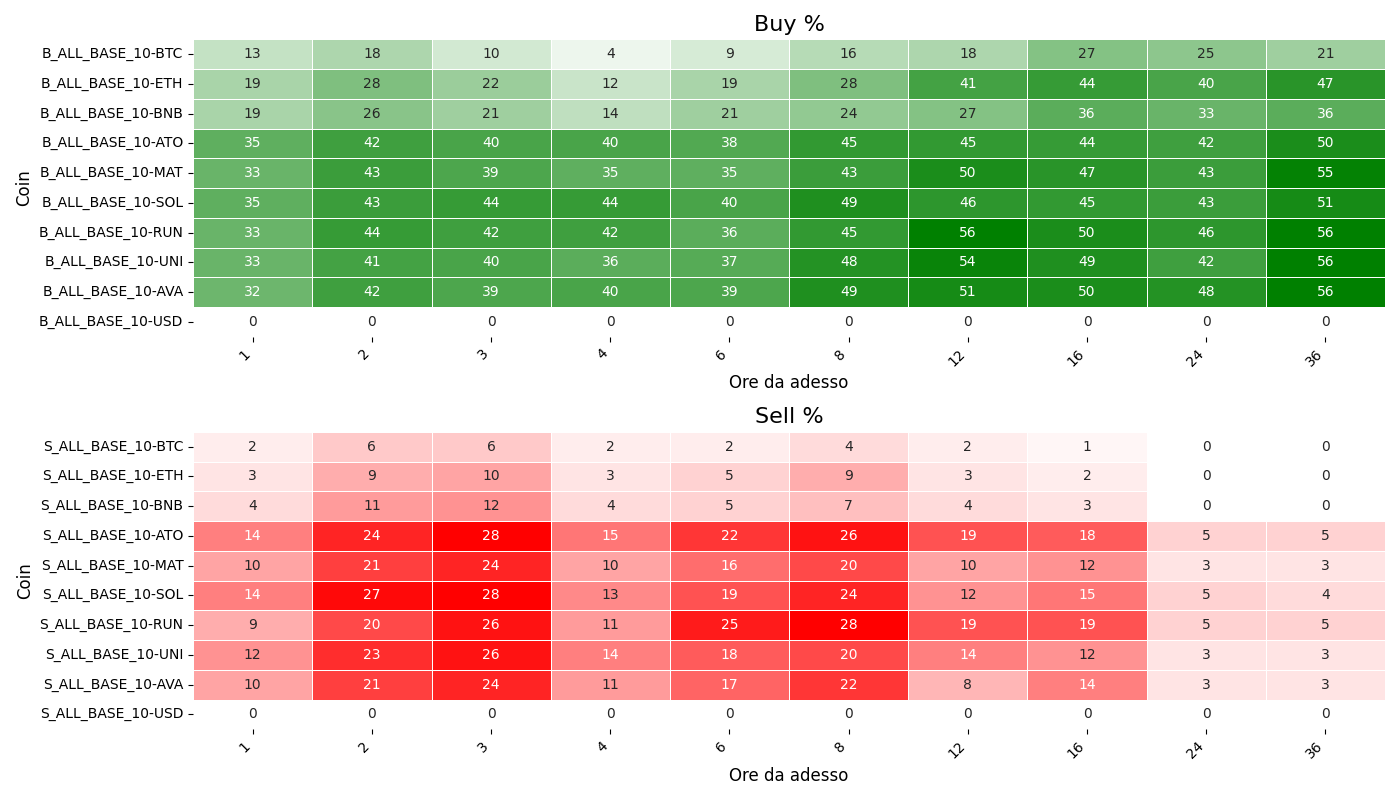 Buy %
Coin
B_ALL_BASE_10-BTC 13 18 10 4 9 16 18 27 25 21
B_ALL_BASE_10-ETH 19 28 22 12 19 28 41 44 40 47
B_ALL_BASE_10-BNB 19 26 21 14 21 24 27 36 33 36
B_ALL_BASE_10-ATO 35 42 40 40 38 45 45 44 42 50
B_ALL_BASE_10-MAT 33 43 39 35 35 43 50 47 43 55
B_ALL_BASE_10-SOL 35 43 44 44 40 49 46 45 43 51
B_ALL_BASE_10-RUN 33 44 42 42 36 45 56 50 46 56
B_ALL_BASE_10-UNI 33 41 40 36 37 48 54 49 42 56
B_ALL_BASE_10-AVA 32 42 39 40 39 49 51 50 48 56
B_ALL_BASE_10-USD 0 0 0 0 0 0 0 0 0 0
1 2 3 4 6 8 12 16 24 36
Ore da adesso
Sell %
Coin
S_ALL_BASE_10-BTC 2 6 6 2 2 4 2 1 0 0
S_ALL_BASE_10-ETH 3 9 10 3 5 9 3 2 0 0
S_ALL_BASE_10-BNB 4 11 12 4 5 7 4 3 0 0
S_ALL_BASE_10-ATO 14 24 28 15 22 26 19 18 5 5
S_ALL_BASE_10-MAT 10 21 24 10 16 20 10 12 3 3
S_ALL_BASE_10-SOL 14 27 28 13 19 24 12 15 5 4
S_ALL_BASE_10-RUN 9 20 26 11 25 28 19 19 5 5
S_ALL_BASE_10-UNI 12 23 26 14 18 20 14 12 3 3
S_ALL_BASE_10-AVA 10 21 24 11 17 22 8 14 3 3
S_ALL_BASE_10-USD 0 0 0 0 0 0 0 0 0 0
1 2 3 4 6 8 12 16 24 36
Ore da adesso